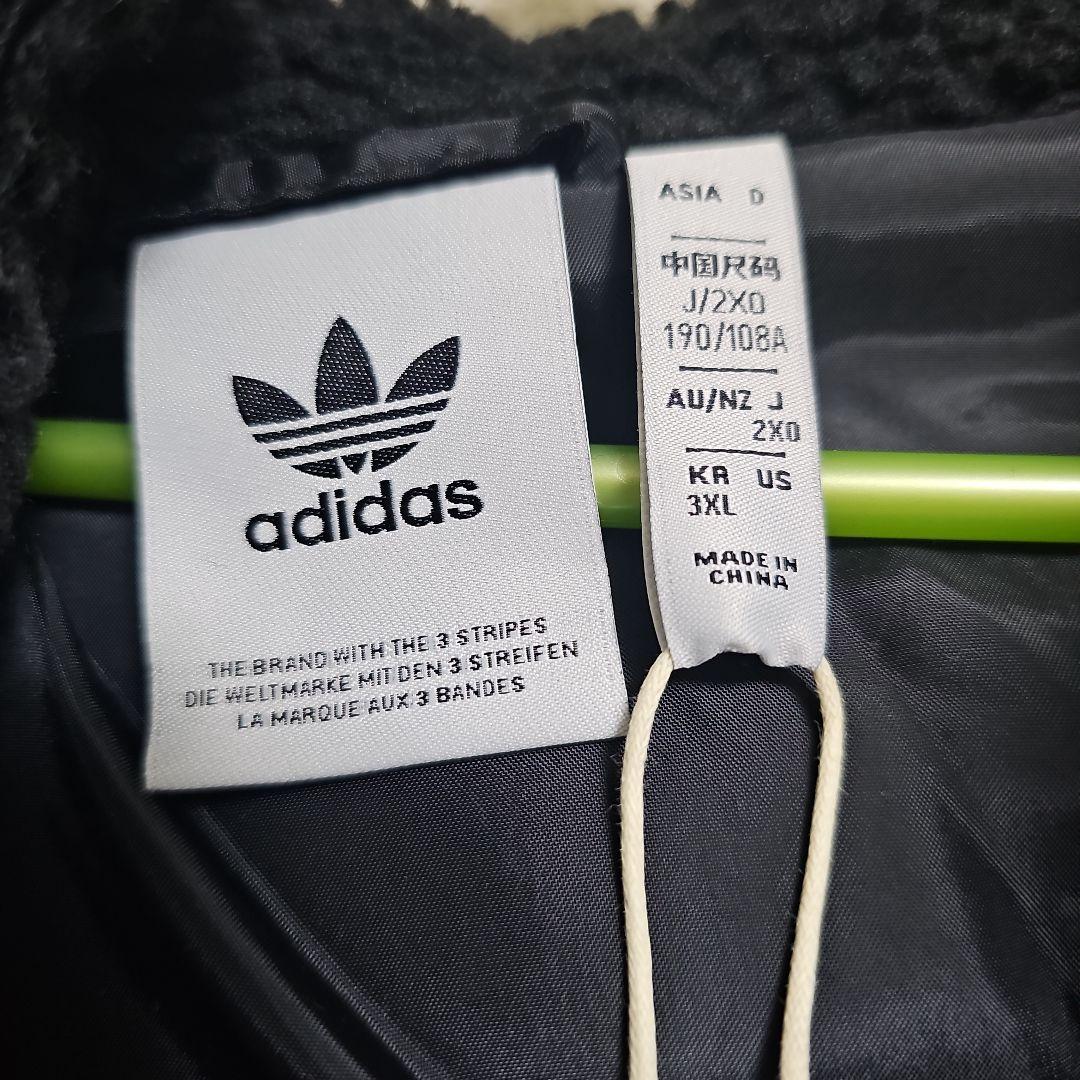 adidas
THE BRAND WITH THE 3 STRIPES
DIE WELTMARKE MIT DEN 3 STREIFEN
LA MARQUE AUX 3 BANDES
ASIA D
中国尺码
J/2XO
190/108A
AU/NZ J
2XO
KR US
3XL
MADE IN
CHINA